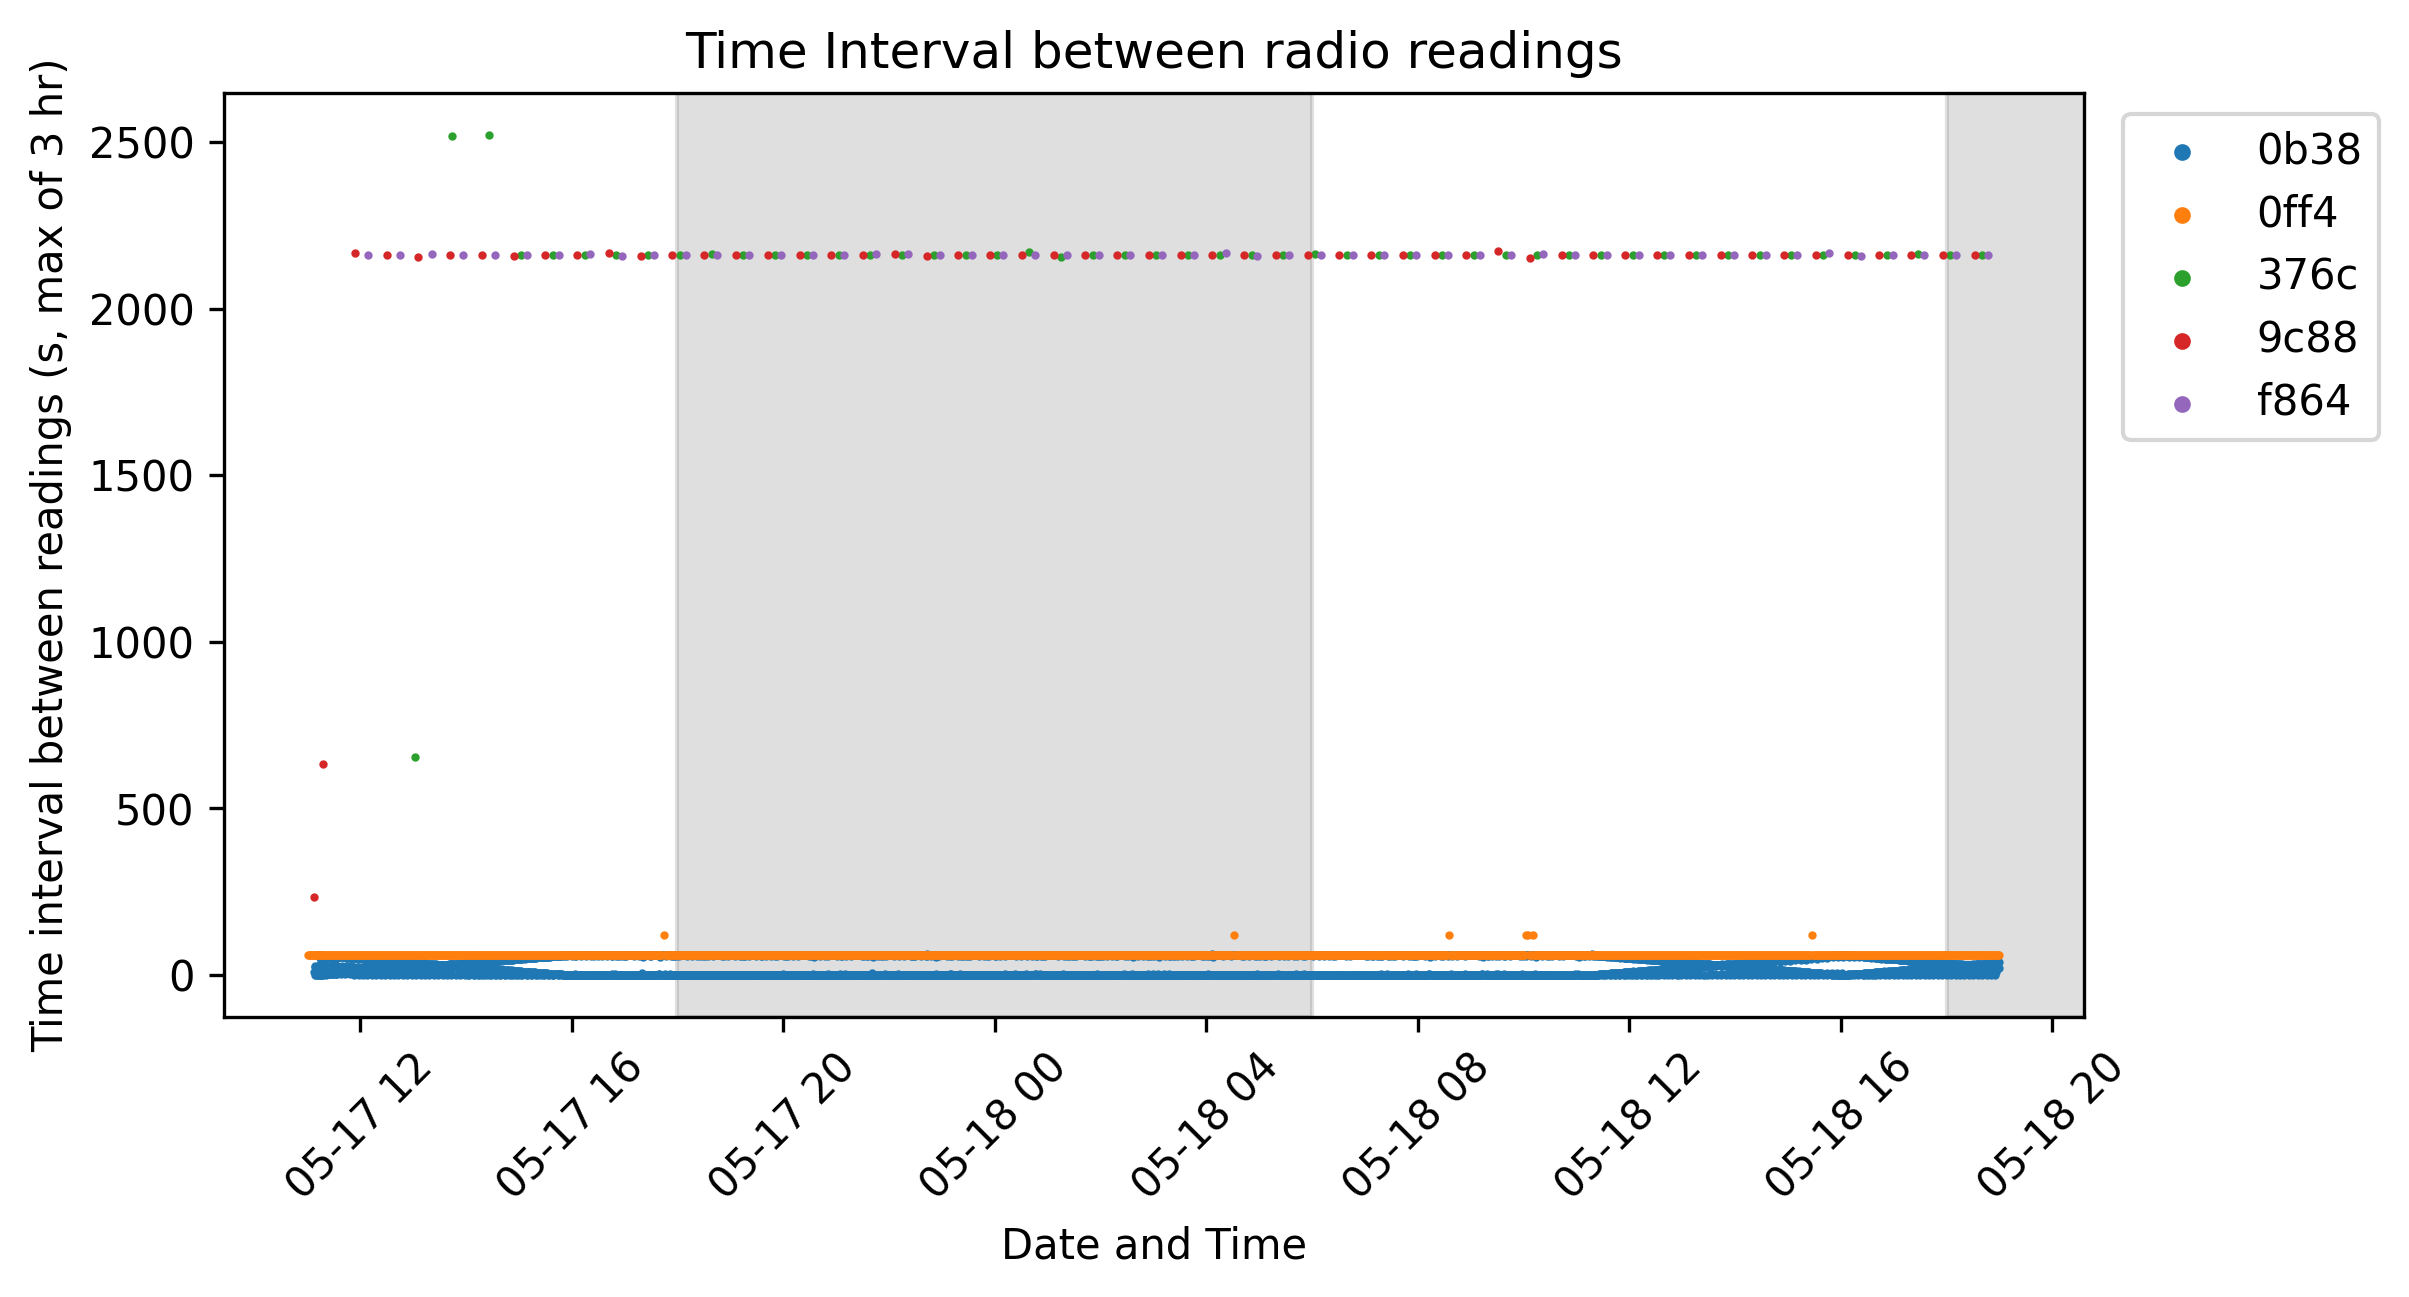 Time Interval between radio readings
Time interval between readings (s, max of 3 hr)
2500
2000
1500
1000
500
0
05-17 12
05-17 16
05-17 20
05-18 00
05-18 04
05-18 08
05-18 12
05-18 16
05-18 20
Date and Time
0b38
0ff4
376c
9c88
f864